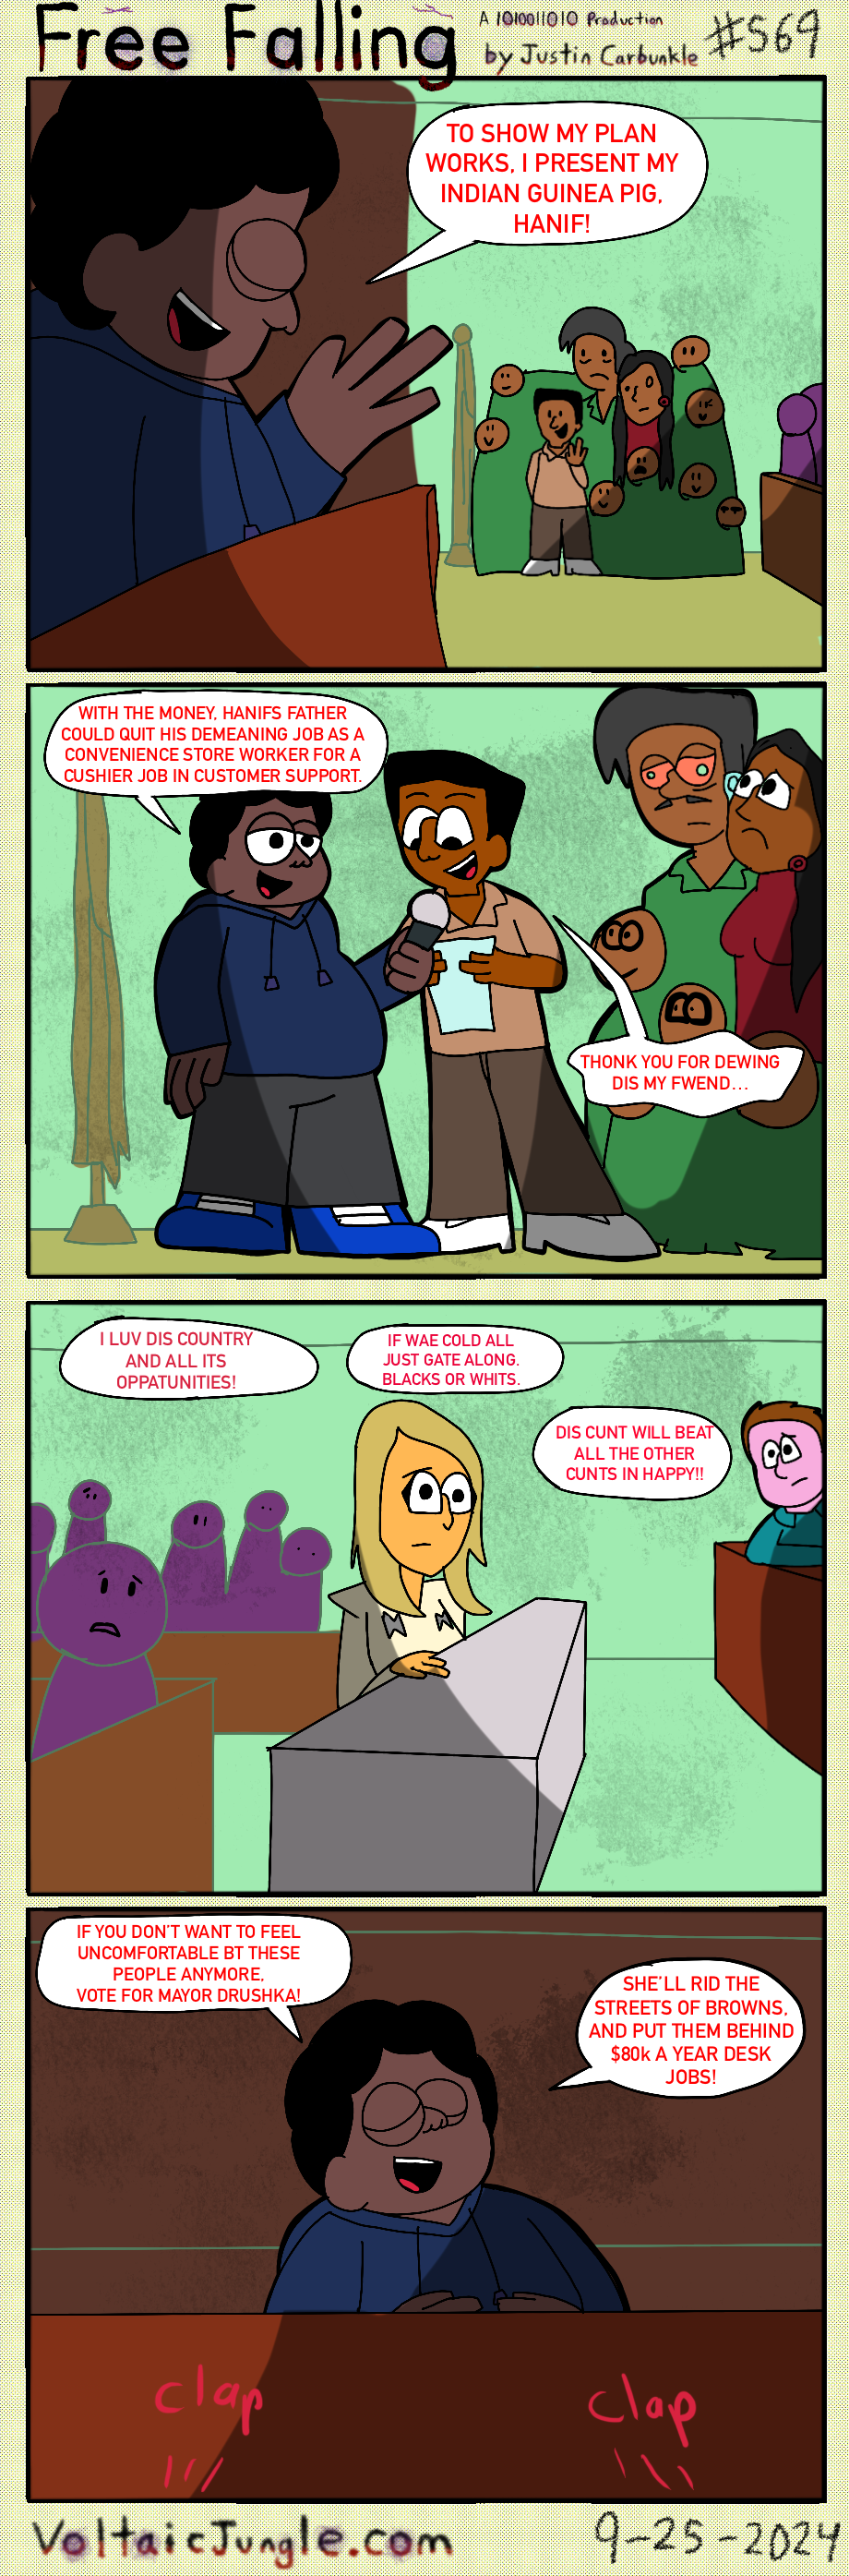 Free Falling
A 1010011010 Production
by Justin Carbunkle
#569
TO SHOW MY PLAN
WORKS, I PRESENT MY
INDIAN GUINEA PIG,
HANIF!
WITH THE MONEY, HANIFS FATHER
COULD QUIT HIS DEMEANING JOB AS A
CONVENIENCE STORE WORKER FOR A
CUSHIER JOB IN CUSTOMER SUPPORT.
THONK YOU FOR DEWING
DIS MY FWEND...
I LUV DIS COUNTRY
AND ALL ITS
OPPATUNITIES!
IF WAE COLD ALL
JUST GATE ALONG.
BLACKS OR WHITS.
DIS CUNT WILL BEAT
ALL THE OTHER
CUNTS IN HAPPY!!
IF YOU DON'T WANT TO FEEL
UNCOMFORTABLE BT THESE
PEOPLE ANYMORE,
VOTE FOR MAYOR DRUSHKA!
SHE'LL RID THE
STREETS OF BROWNS,
AND PUT THEM BEHIND
$80k A YEAR DESK
JOBS!
clap
clap
VoltaicJungle.com
9-25-2024